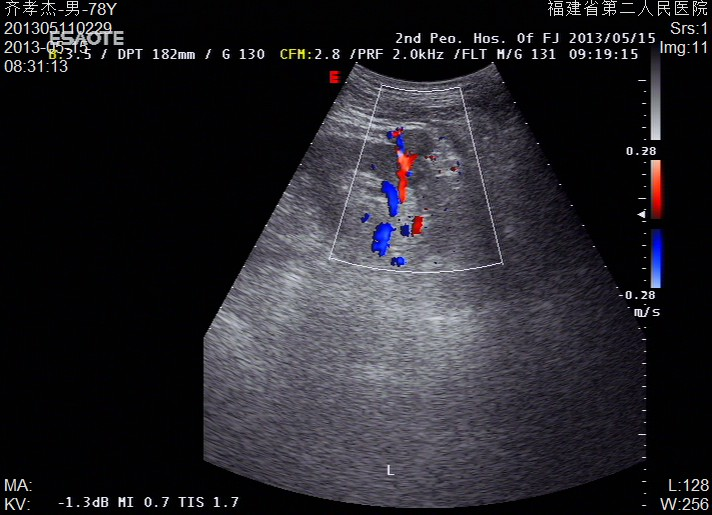 齐孝杰-男-78Y
福建省第二人民医院
201305110229
Srs:1
ESAOTE
2nd Peo. Hos. Of FJ 2013/05/15
Img:11
B:3.5 / DPT 182mm / G 130 CFM:2.8 /PRF 2.0kHz /FLT M/G 131 09:19:15
08:31:13
E
0.28
-0.28
m/s
L
MA:
L:128
KV:
-1.3dB MI 0.7 TIS 1.7
W:256